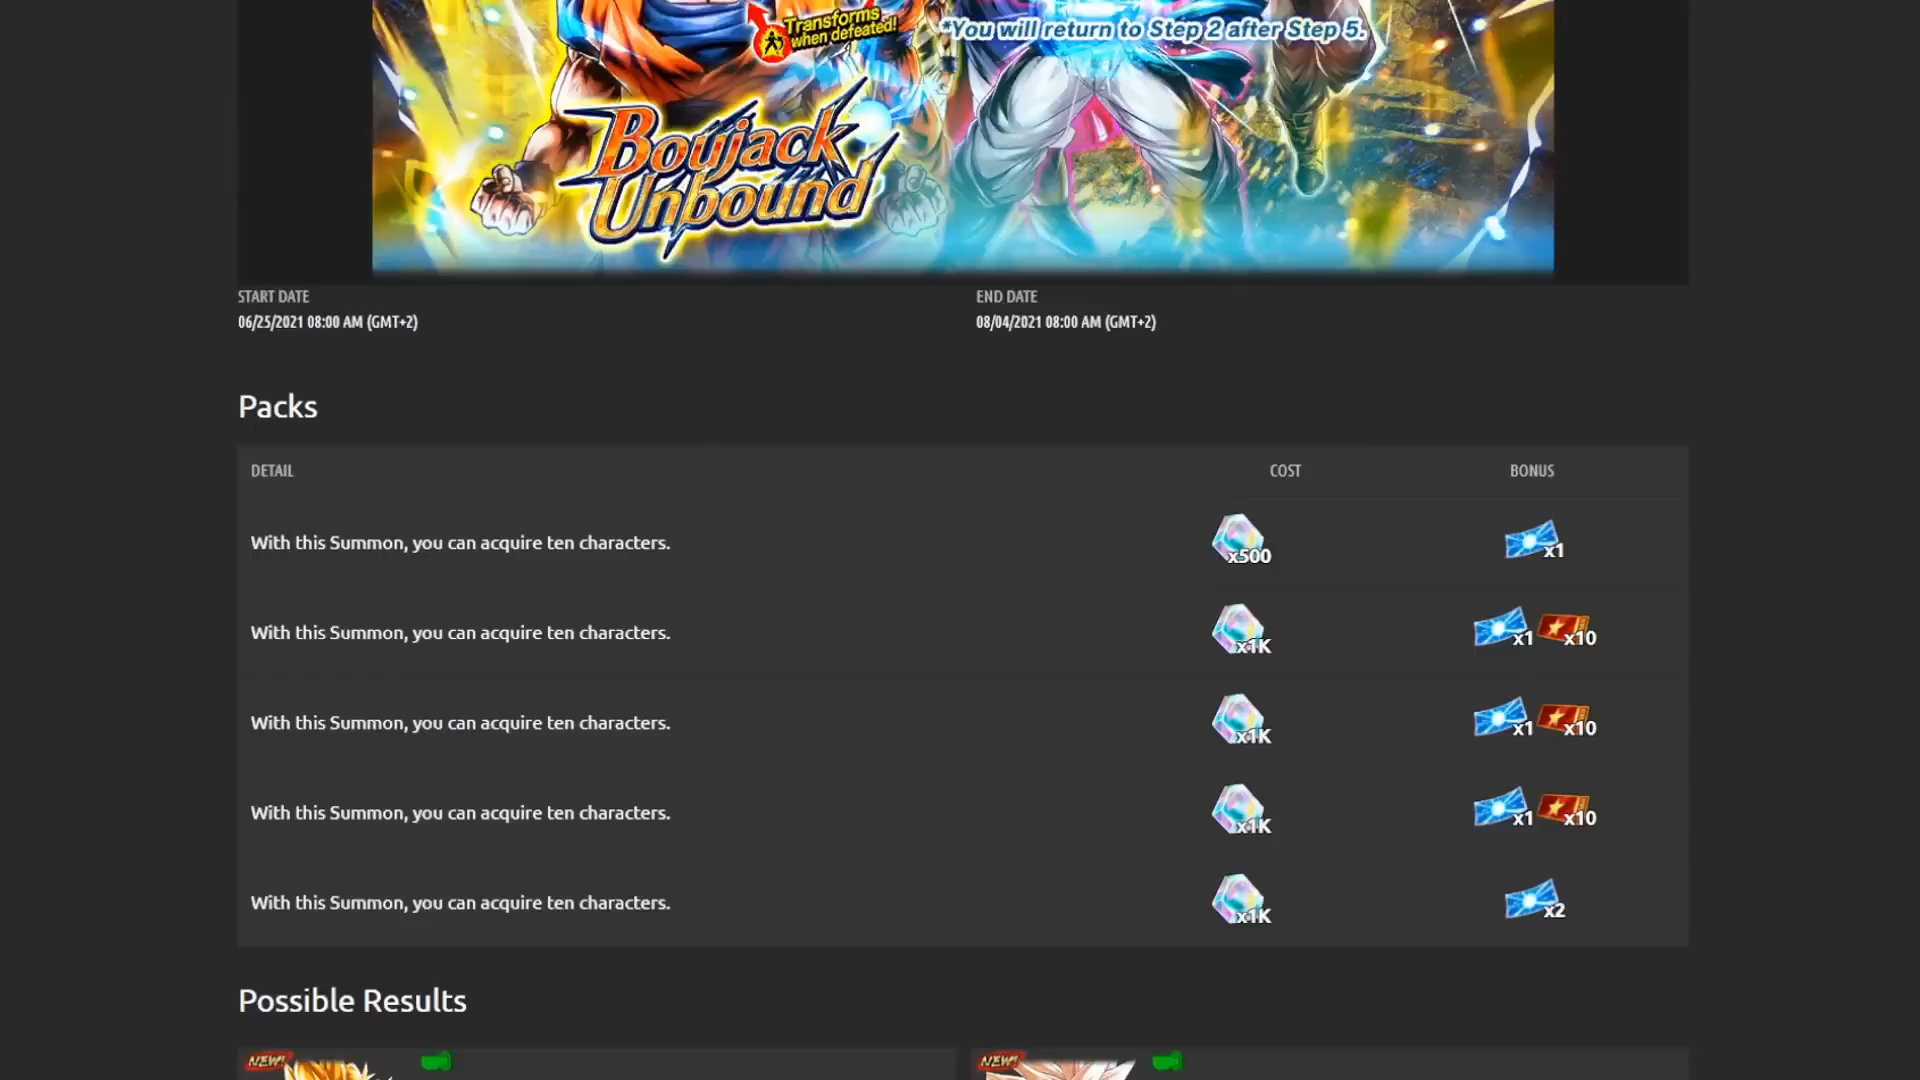 Transforms
when defeated!
*You will return to Step 2 after Step 5.
Boujack
Unbound
START DATE
06/25/2021 08:00 AM (GMT+2)
END DATE
08/04/2021 08:00 AM (GMT+2)
Packs
DETAIL COST BONUS
With this Summon, you can acquire ten characters. x500 x1
With this Summon, you can acquire ten characters. x1K x1 x10
With this Summon, you can acquire ten characters. x1K x1 x10
With this Summon, you can acquire ten characters. x1K x1 x10
With this Summon, you can acquire ten characters. x1K x2
Possible Results
NEW! NEW!